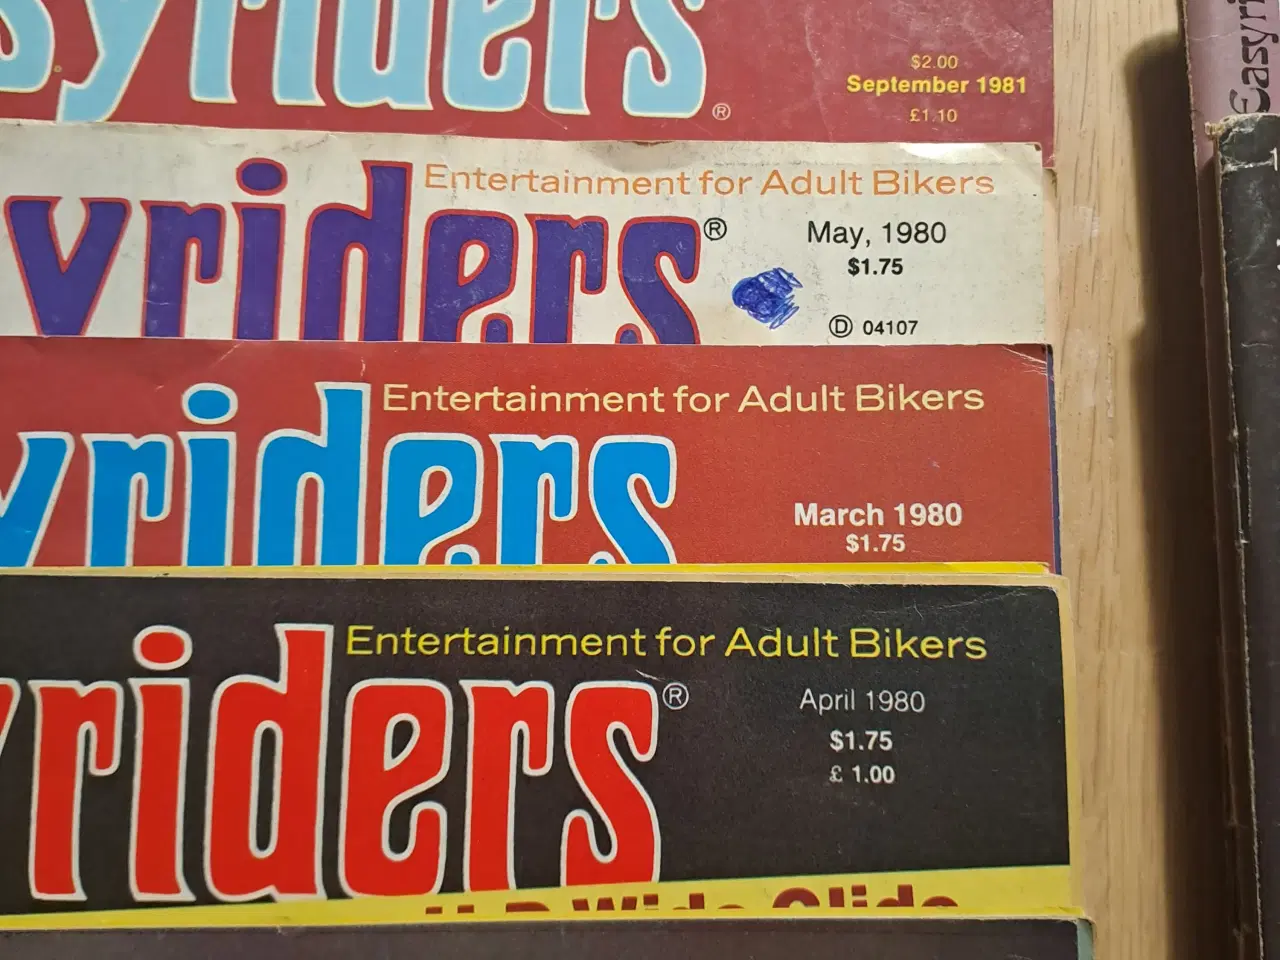 syriders®
$2.00
September 1981
£1.10
Entertainment for Adult Bikers
yriders®
May, 1980
$1.75
Ⓓ 04107
Entertainment for Adult Bikers
yriders
March 1980
$1.75
Entertainment for Adult Bikers
yriders®
April 1980
$1.75
£ 1.00
H-D Wide Glide
Easyri